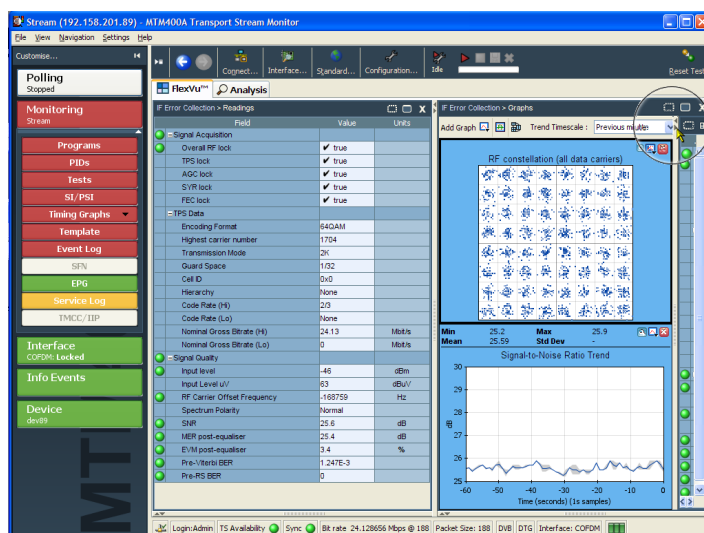 Stream (192.158.201.89) - MTM400A Transport Stream Monitor
File View Navigation Settings Help
Customise...
Polling
Stopped
Monitoring
Stream
Programs
PIDs
Tests
SI/PSI
Timing Graphs
Template
Event Log
SFN
EPG
Service Log
TMCC/IIP
Interface
COFDM: Locked
Info Events
Device
dev89
MTM
Connect...
Interface...
Standard...
Configuration...
Idle
Reset Test
FlexVu™
Analysis
IF Error Collection > Readings
Field Value Units
Signal Acquisition
Overall RF lock true
TPS lock true
AGC lock true
SYR lock true
FEC lock true
TPS Data
Encoding Format 64QAM
Highest carrier number 1704
Transmission Mode 2K
Guard Space 1/32
Cell ID 0x0
Hierarchy None
Code Rate (Hi) 2/3
Code Rate (Lo) None
Nominal Gross Bitrate (Hi) 24.13 Mbit/s
Nominal Gross Bitrate (Lo) 0 Mbit/s
Signal Quality
Input level -46 dBm
Input Level uV 63 dBuV
RF Carrier Offset Frequency -168759 Hz
Spectrum Polarity Normal
SNR 25.6 dB
MER post-equaliser 25.4 dB
EVM post-equaliser 3.4 %
Pre-Viterbi BER 1.247E-3
Pre-RS BER 0
IF Error Collection > Graphs
Add Graph Trend Timescale : Previous minute
RF constellation (all data carriers)
Min 25.2 Max 25.9
Mean 25.59 Std Dev -
Signal-to-Noise Ratio Trend
30
29
28
27
26
25
dB
-60 -50 -40 -30 -20 -10 0
Time (seconds) (1s samples)
Login:Admin TS Availability Sync Bit rate 24.128656 Mbps @ 188 Packet Size: 188 DVB DTG Interface: COFDM